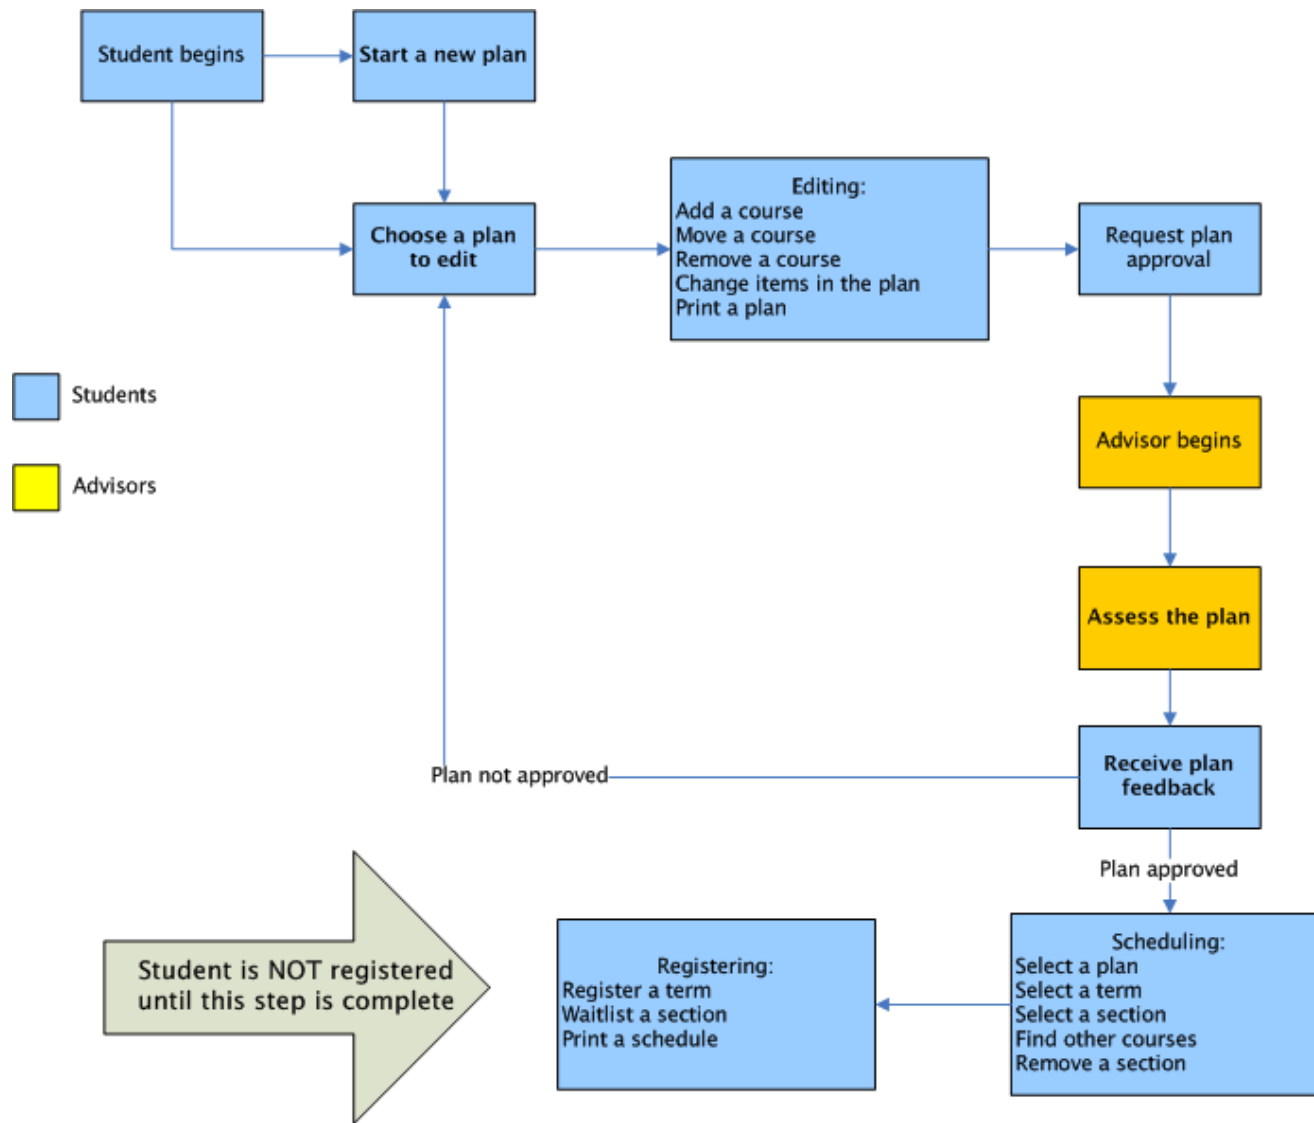 Student begins
Start a new plan
Choose a plan
to edit
Editing:
Add a course
Move a course
Remove a course
Change items in the plan
Print a plan
Request plan
approval
Students
Advisors
Advisor begins
Assess the plan
Receive plan
feedback
Plan not approved
Plan approved
Scheduling:
Select a plan
Select a term
Select a section
Find other courses
Remove a section
Registering:
Register a term
Waitlist a section
Print a schedule
Student is NOT registered
until this step is complete